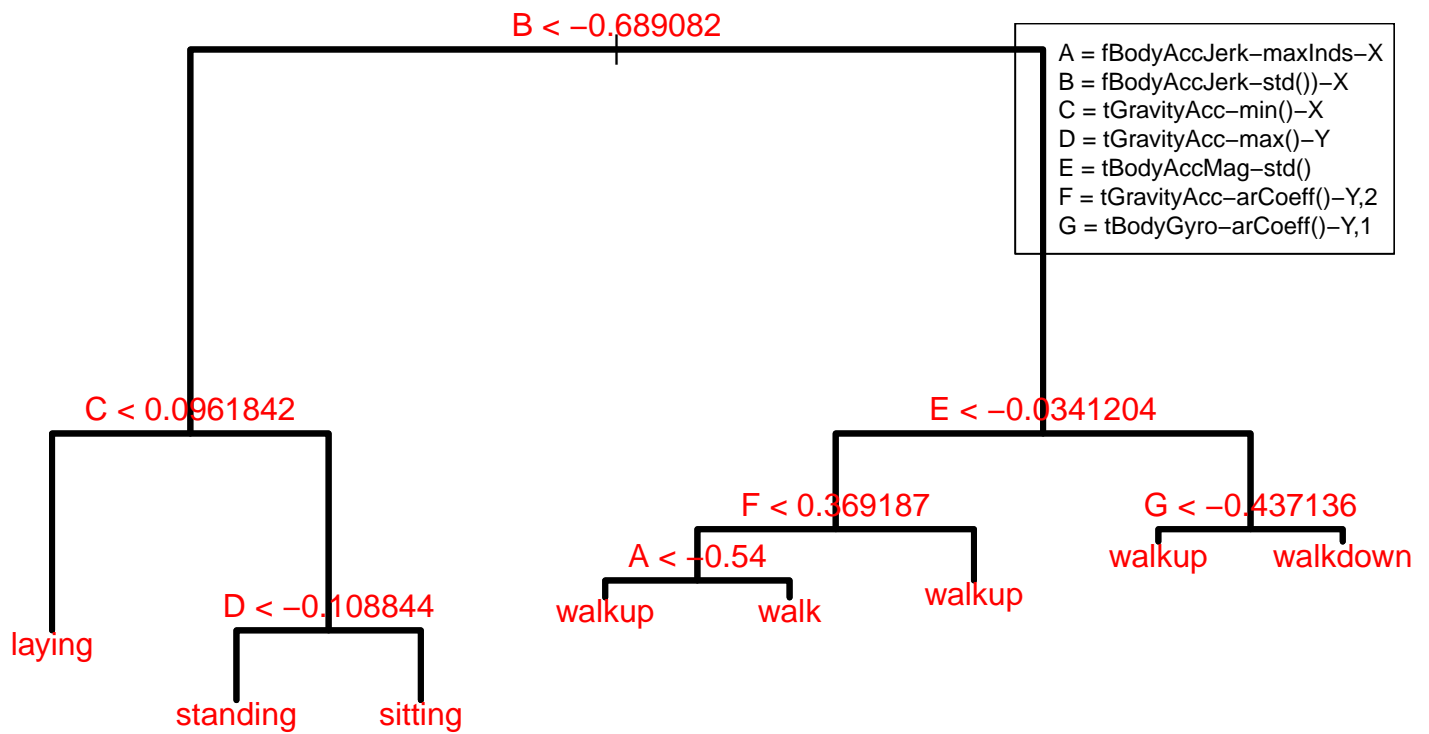 B < −0.689082
A = fBodyAccJerk−maxInds−X
B = fBodyAccJerk−std())−X
C = tGravityAcc−min()−X
D = tGravityAcc−max()−Y
E = tBodyAccMag−std()
F = tGravityAcc−arCoeff()−Y,2
G = tBodyGyro−arCoeff()−Y,1
C < 0.0961842
E < −0.0341204
F < 0.369187
G < −0.437136
A < −0.54
walkup
walkdown
walkup
walk
walkup
D < −0.108844
laying
standing
sitting